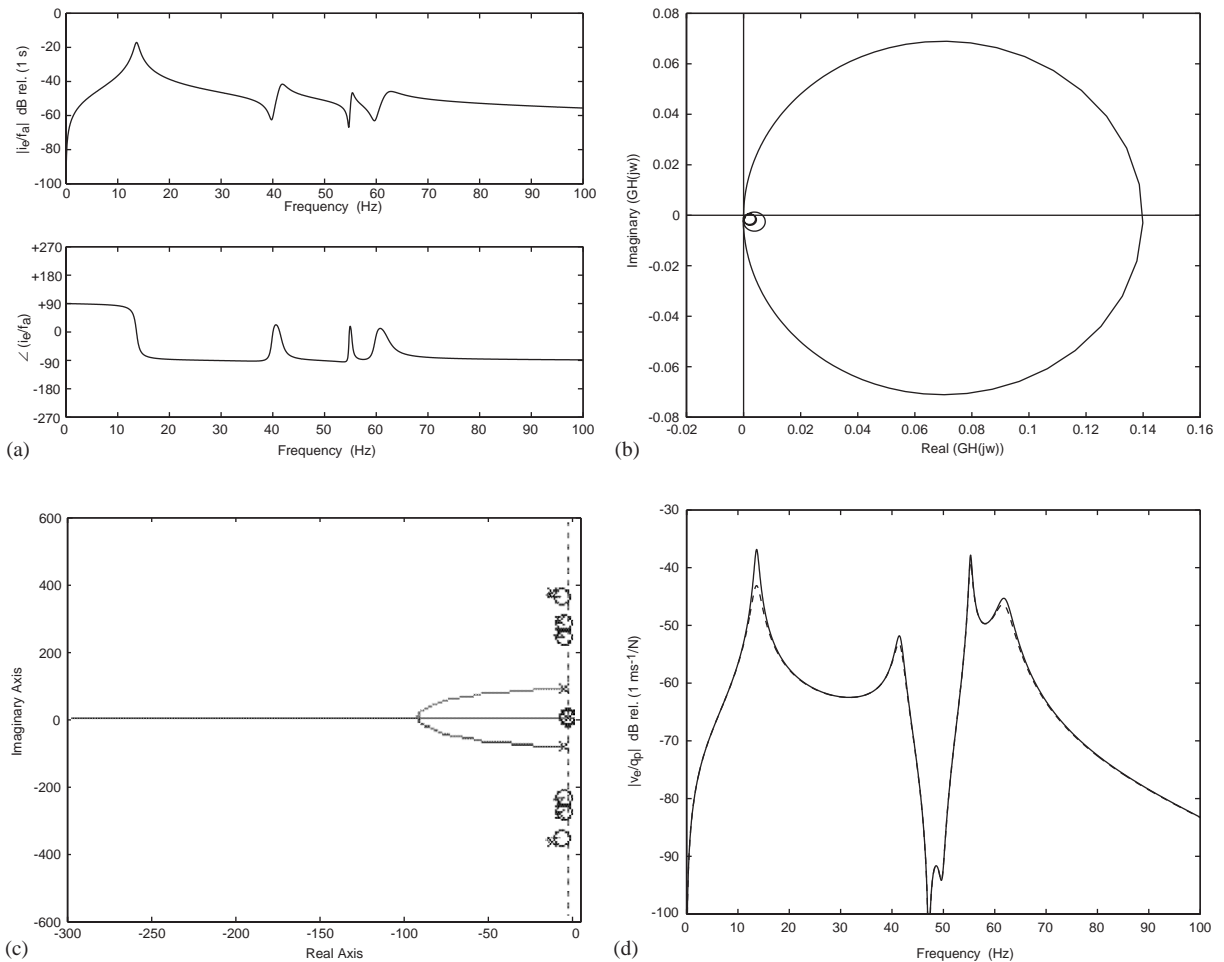 0
-20
-40
-60
-80
-100
|ie/fa| dB rel. (1 s)
0 10 20 30 40 50 60 70 80 90 100
Frequency (Hz)
+270
+180
+90
0
-90
-180
-270
∠ (ie/fa)
0 10 20 30 40 50 60 70 80 90 100
Frequency (Hz)
(a)
0.08
0.06
0.04
0.02
0
-0.02
-0.04
-0.06
-0.08
Imaginary (GH(jw))
-0.02 0 0.02 0.04 0.06 0.08 0.1 0.12 0.14 0.16
Real (GH(jw))
(b)
600
400
200
0
-200
-400
-600
Imaginary Axis
-300 -250 -200 -150 -100 -50 0
Real Axis
(c)
-30
-40
-50
-60
-70
-80
-90
-100
|ve/qp| dB rel. (1 ms-1/N)
0 10 20 30 40 50 60 70 80 90 100
Frequency (Hz)
(d)